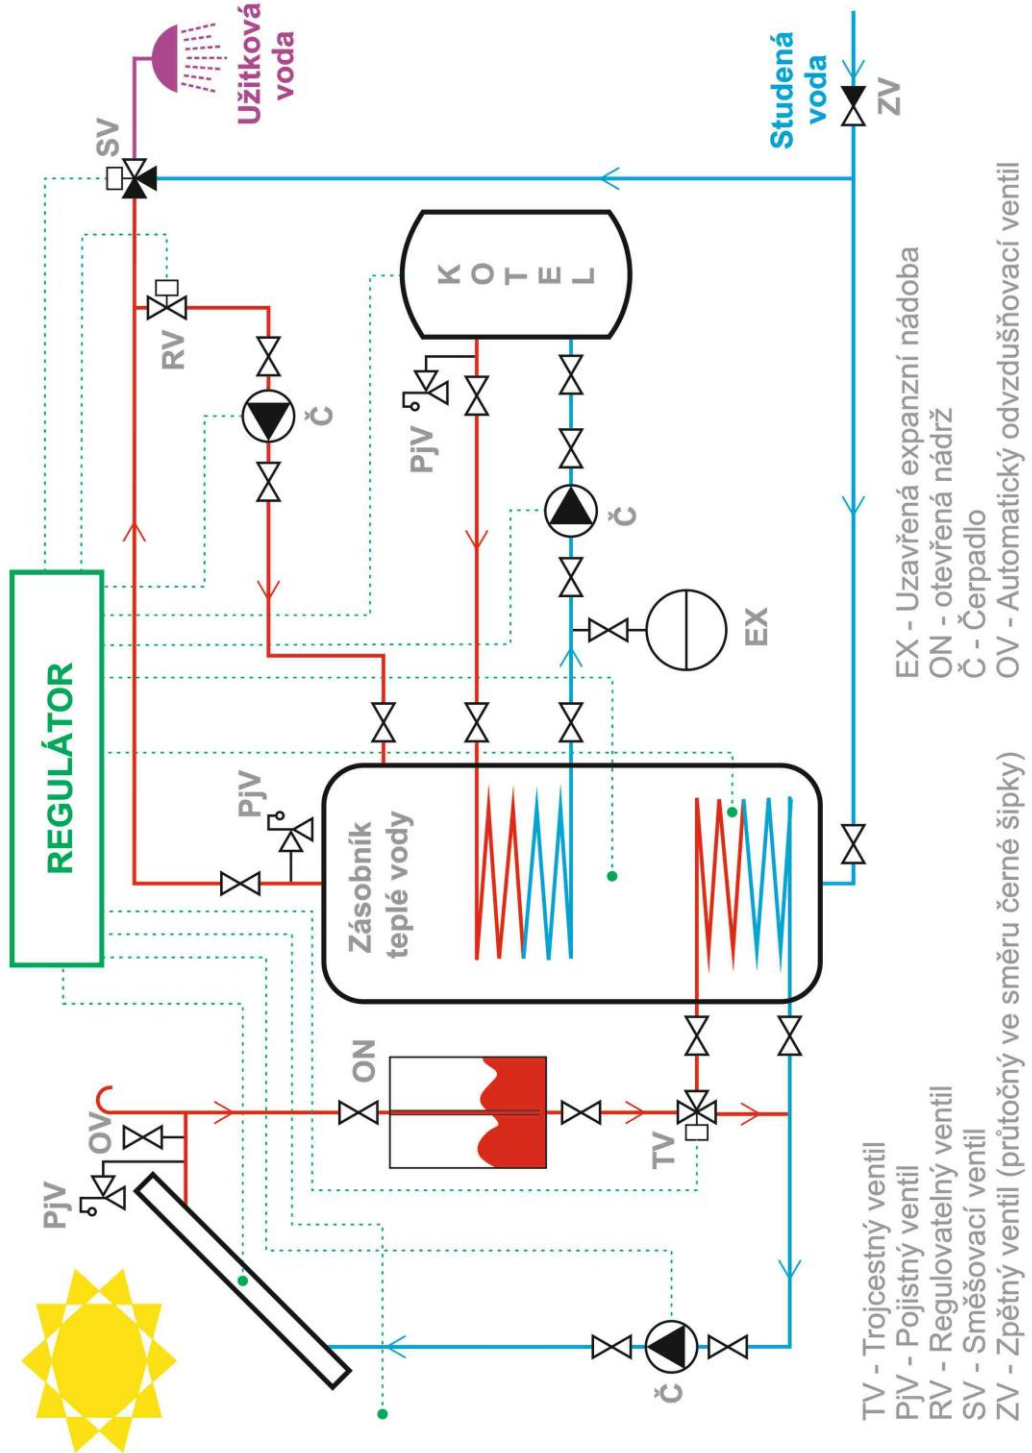 REGULÁTOR
PjV
OV
ON
TV
Č
PjV
Zásobník
teplé vody
RV
Č
SV
Užitková
voda
PjV
KOTEL
Č
EX
Studená
voda
ZV
TV - Trojcestný ventil
PjV - Pojistný ventil
RV - Regulovatelný ventil
SV - Směšovací ventil
ZV - Zpětný ventil (průtočný ve směru černé šipky)
EX - Uzavřená expanzní nádoba
ON - otevřená nádrž
Č - Čerpadlo
OV - Automatický odvzdušňovací ventil